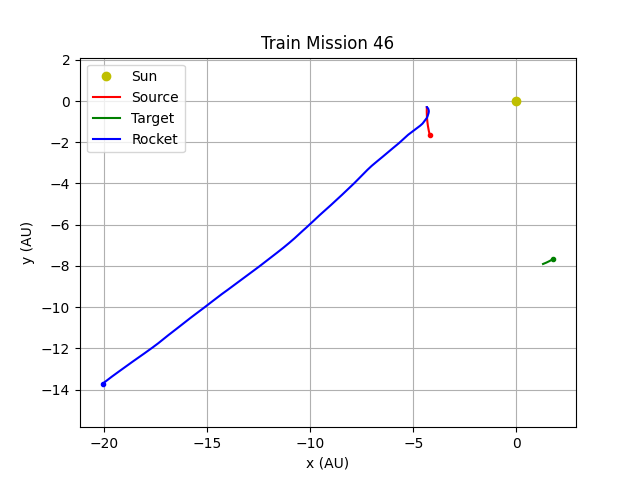 Train Mission 46
Sun
Source
Target
Rocket
y (AU)
2
0
−2
−4
−6
−8
−10
−12
−14
−20
−15
−10
−5
0
x (AU)